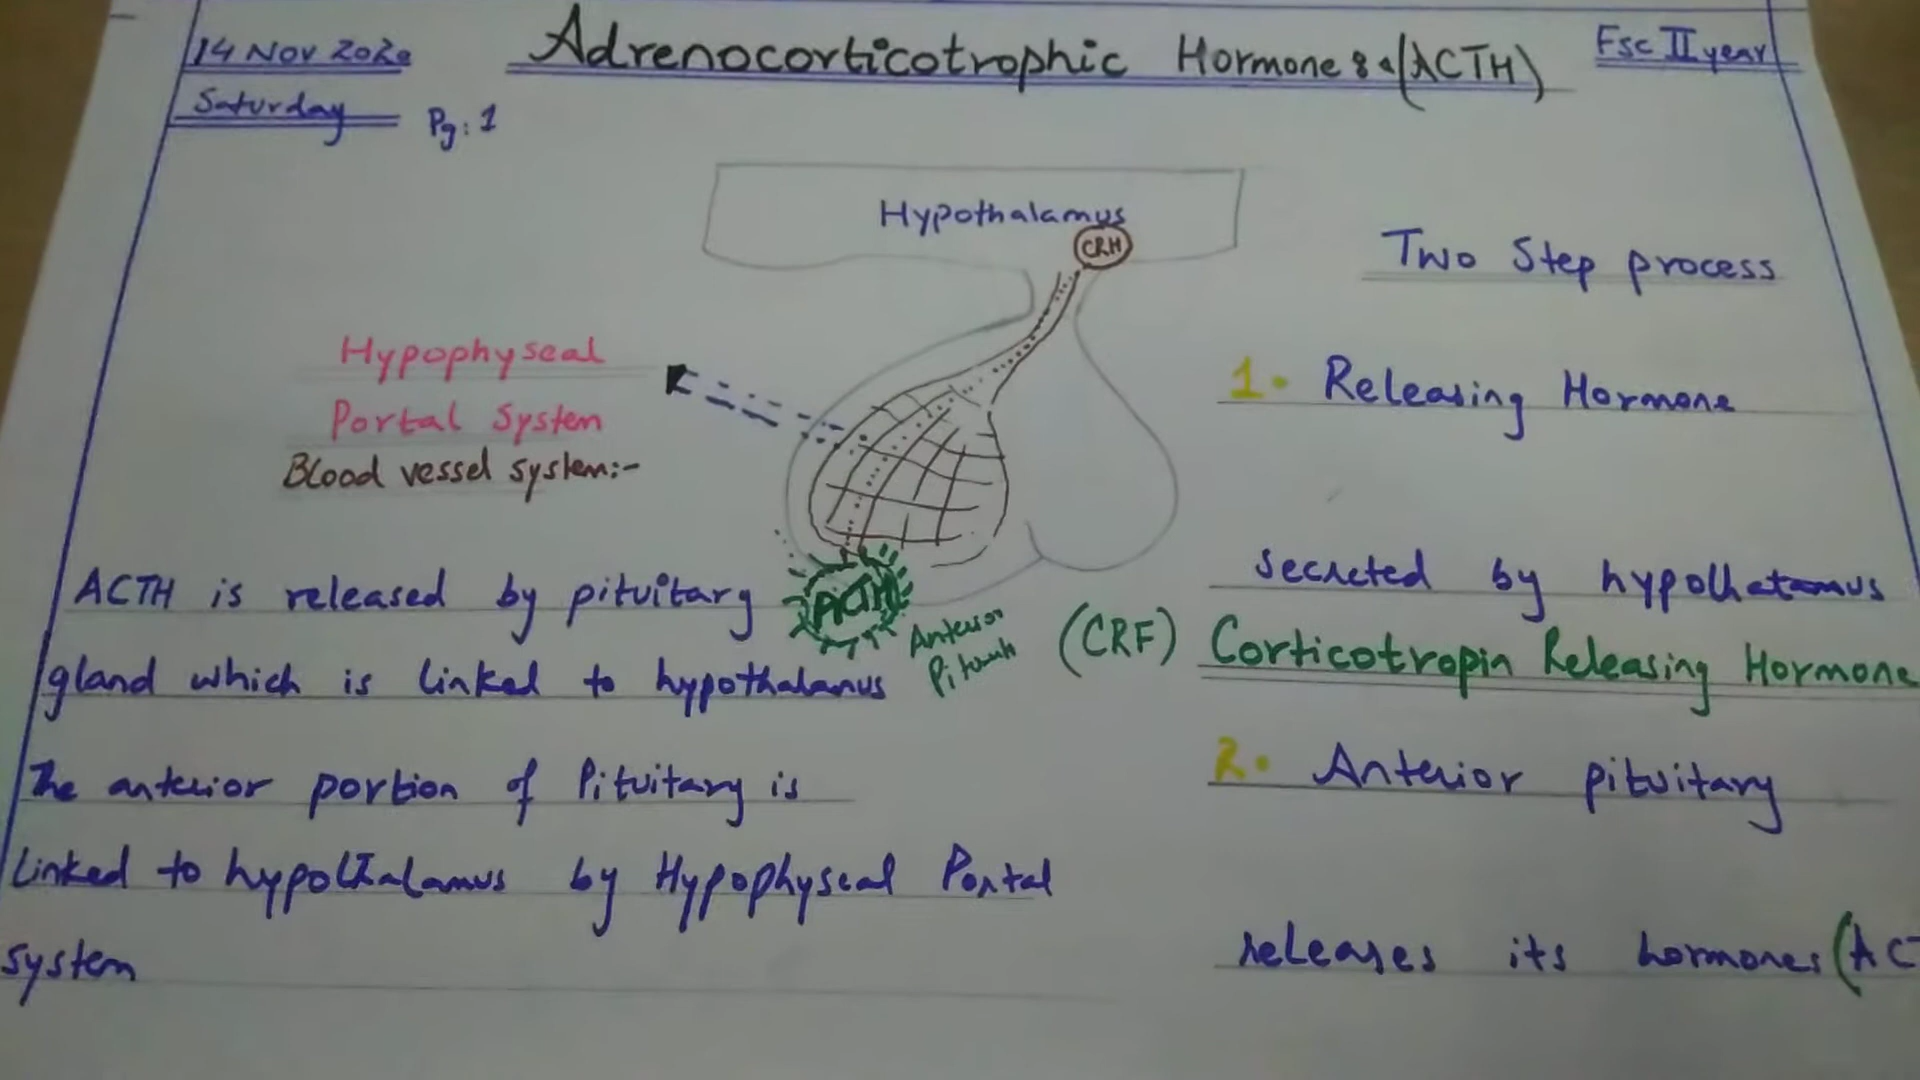 14 Nov 2020
Adrenocorticotrophic Hormone (ACTH)
Fsc II year
Saturday
Pg: 1
Hypothalamus
CRH
Two Step process
Hypophyseal
Portal System
Blood vessel system:-
1. Releasing Hormone
ACTH is released by pituitary
gland which is linked to hypothalamus
Anterior
secreted by hypothalamus
(CRF) Corticotropin Releasing Hormone
The anterior portion of Pituitary is
linked to hypothalamus by Hypophyseal Portal
system
2. Anterior pituitary
releases its hormones (AC